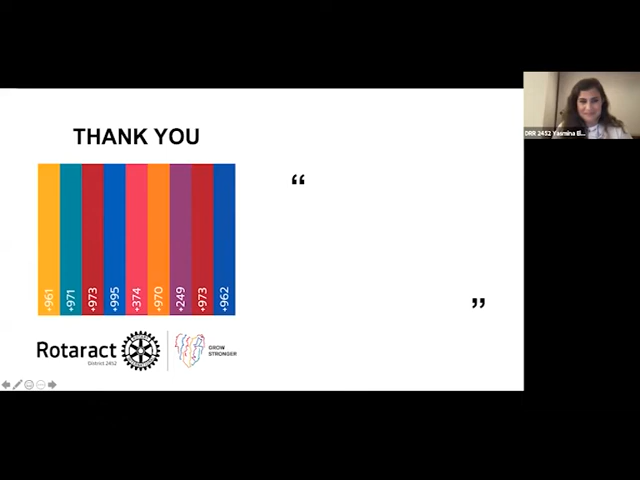 THANK YOU
“
”
+961
+971
+973
+995
+374
+970
+249
+973
+962
Rotaract
District 2452
GROW
STRONGER
DRR 2452 Yasmina El...